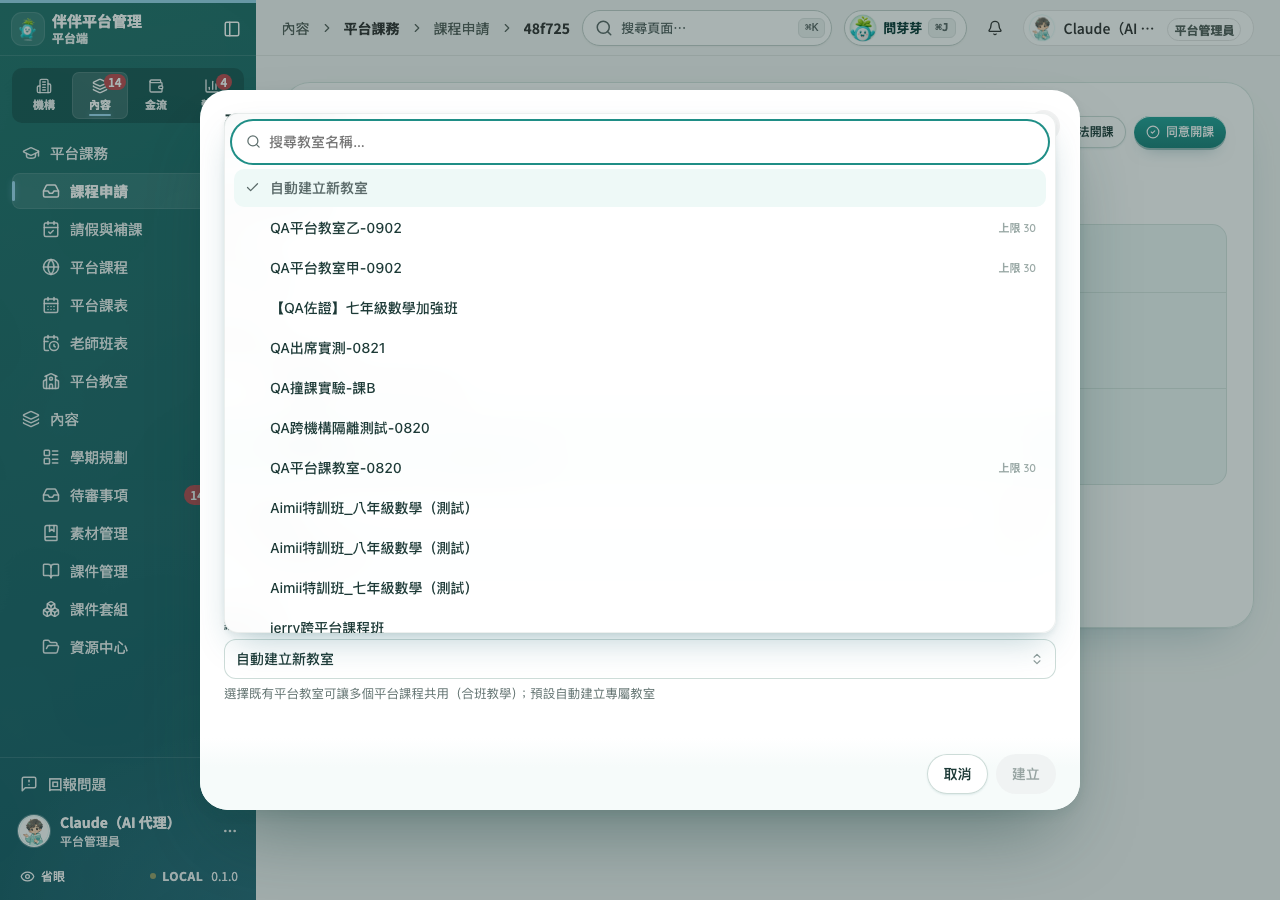 伴伴平台管理
平台端
機構
內容
14
金流
4
平台課務
課程申請
請假與補課
平台課程
平台課表
老師班表
平台教室
內容
學期規劃
待審事項
14
素材管理
課件管理
課件套組
資源中心
回報問題
Claude（AI 代理）
平台管理員
省眼
LOCAL 0.1.0
內容 > 平台課務 > 課程申請 > 48f725
搜尋頁面…
⌘K
問芽芽
⌘J
Claude（AI …
平台管理員
法開課
同意開課
搜尋教室名稱...
自動建立新教室
QA平台教室乙-0902 上限 30
QA平台教室甲-0902 上限 30
【QA佐證】七年級數學加強班
QA出席實測-0821
QA撞課實驗-課B
QA跨機構隔離測試-0820
QA平台課教室-0820 上限 30
Aimii特訓班_八年級數學（測試）
Aimii特訓班_八年級數學（測試）
Aimii特訓班_七年級數學（測試）
jerry跨平台課程班
自動建立新教室
選擇既有平台教室可讓多個平台課程共用（合班教學）；預設自動建立專屬教室
取消
建立